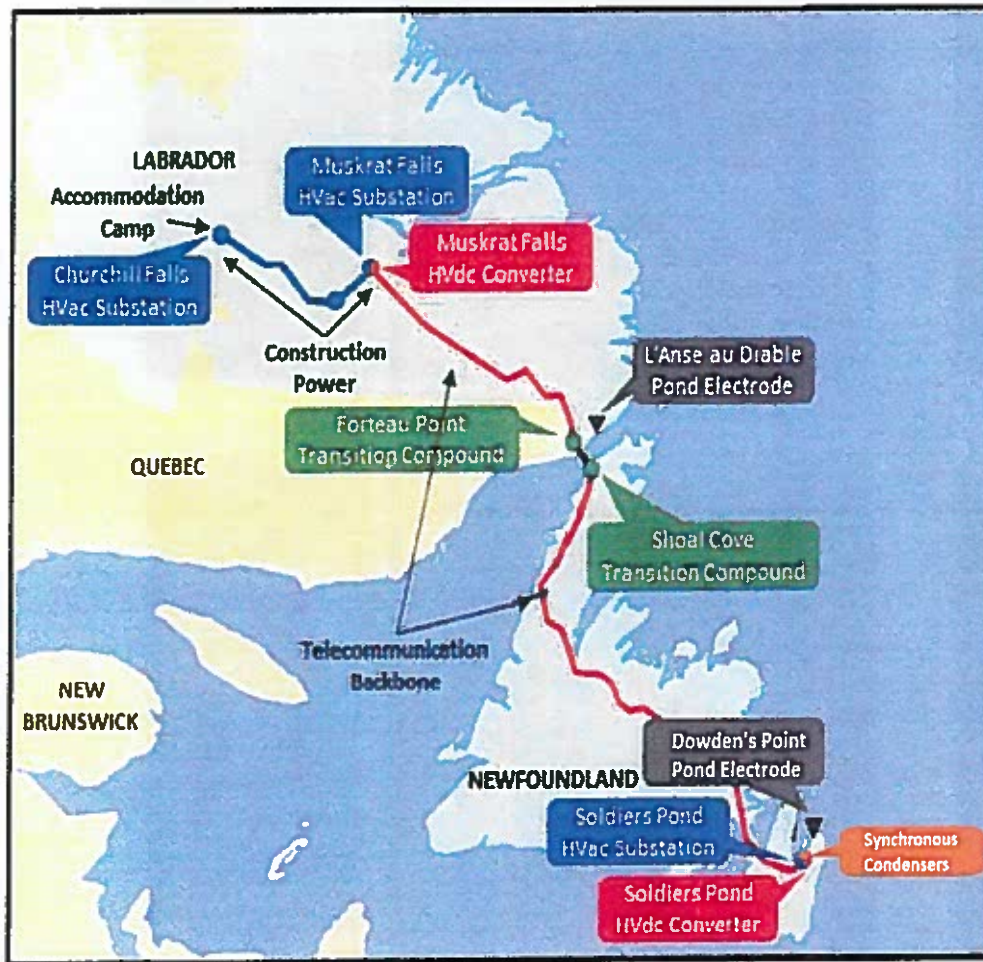 LABRADOR
Accommodation
Camp
Muskrat Falls
HVac Substation
Churchill Falls
HVac Substation
Muskrat Falls
HVdc Converter
Construction
Power
L'Anse au Diable
Pond Electrode
Forteau Point
Transition Compound
QUEBEC
Shoal Cove
Transition Compound
Telecommunication
Backbone
NEW
BRUNSWICK
Dowden's Point
Pond Electrode
NEWFOUNDLAND
Soldiers Pond
HVac Substation
Synchronous
Condensers
Soldiers Pond
HVdc Converter